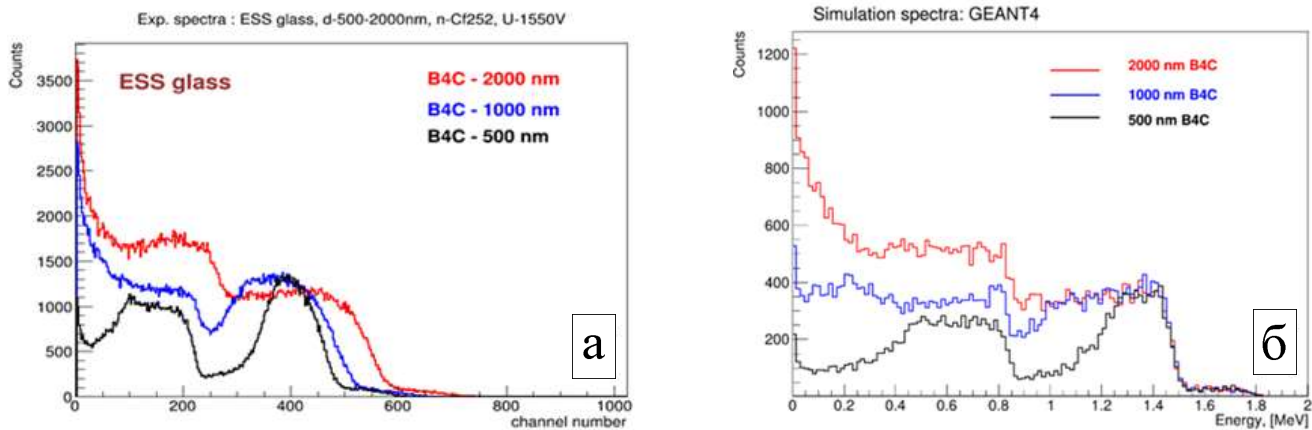 Exp. spectra : ESS glass, d-500-2000nm, n-Cf252, U-1550V
Counts
3500
3000
2500
2000
1500
1000
500
0
ESS glass
B4C - 2000 nm
B4C - 1000 nm
B4C - 500 nm
а
0
200
400
600
800
1000
channel number
Simulation spectra: GEANT4
Counts
1200
1000
800
600
400
200
2000 nm B4C
1000 nm B4C
500 nm B4C
б
0
0.2
0.4
0.6
0.8
1
1.2
1.4
1.6
1.8
2
Energy, [MeV]